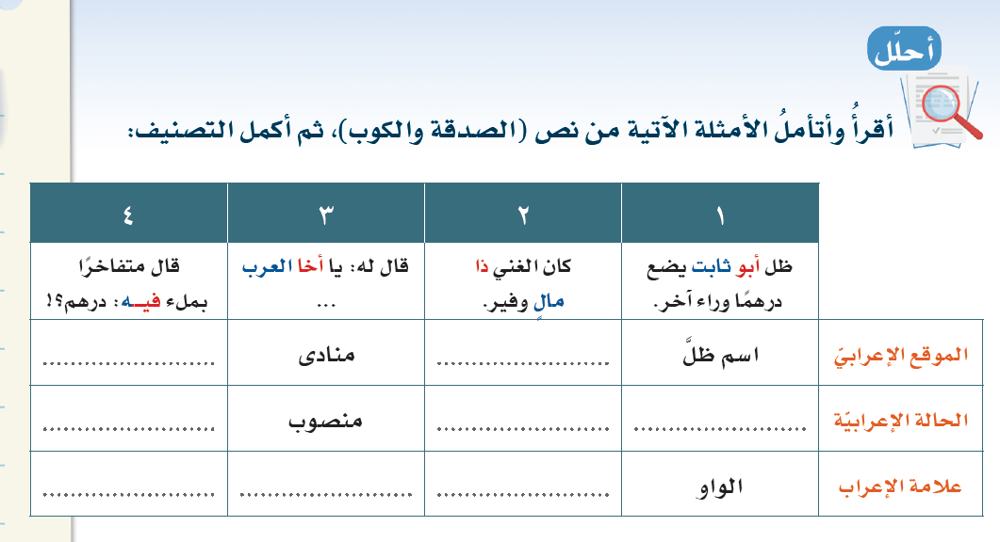 أحلّل
أقرأُ وأتأملُ الأمثلة الآتية من نص (الصدقة والكوب)، ثم أكمل التصنيف:
١ ٢ ٣ ٤
ظل أبو ثابت يضع
درهمًا وراء آخر.
كان الغني ذا
مالٍ وفير.
قال له: يا أخا العرب
...
قال متفاخرًا
بملء فيـه: درهم؟!
الموقع الإعرابيّ اسم ظلَّ ........................ منادى ........................
الحالة الإعرابيّة ........................ ........................ منصوب ........................
علامة الإعراب الواو ........................ ........................ ........................